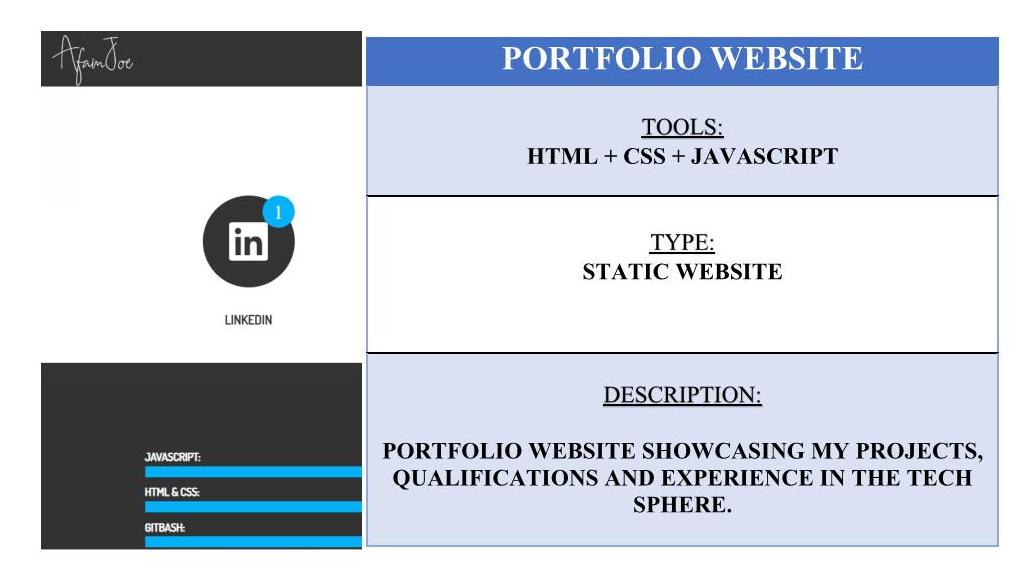 AfamJoe
1
in
LINKEDIN
JAVASCRIPT:
HTML & CSS:
GITBASH:
PORTFOLIO WEBSITE
TOOLS:
HTML + CSS + JAVASCRIPT
TYPE:
STATIC WEBSITE
DESCRIPTION:
PORTFOLIO WEBSITE SHOWCASING MY PROJECTS,
QUALIFICATIONS AND EXPERIENCE IN THE TECH
SPHERE.